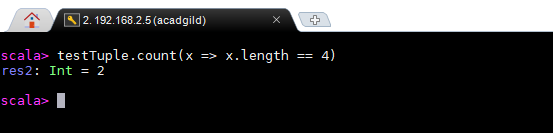 2. 192.168.2.5 (acadgild)
scala> testTuple.count(x => x.length == 4)
res2: Int = 2
scala>